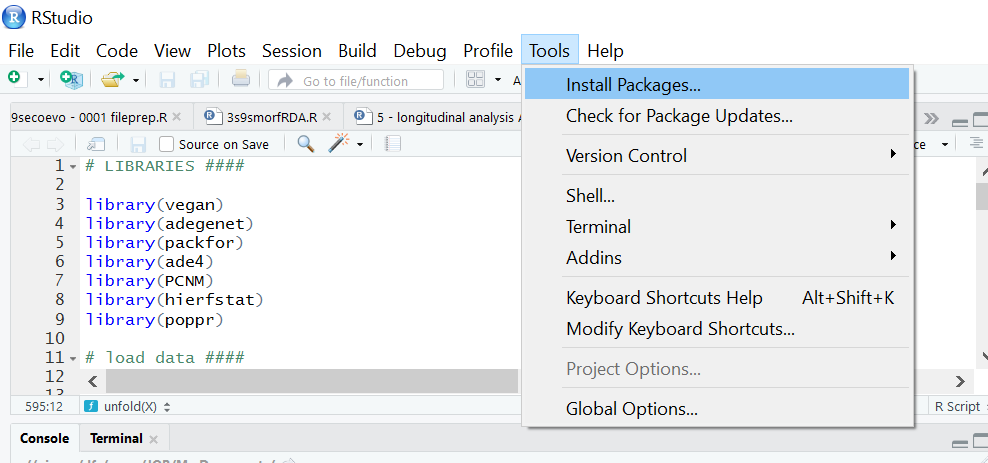 RStudio
File Edit Code View Plots Session Build Debug Profile Tools Help
Go to file/function
A
9secoevo - 0001 fileprep.R
3s9smorfRDA.R
5 - longitudinal analysis A
Source on Save
ce
1 # LIBRARIES ####
2
3 library(vegan)
4 library(adegenet)
5 library(packfor)
6 library(ade4)
7 library(PCNM)
8 library(hierfstat)
9 library(poppr)
10
11 # load data ####
12
13
595:12 unfold(X) R Script
Console Terminal
Install Packages...
Check for Package Updates...
Version Control
Shell...
Terminal
Addins
Keyboard Shortcuts Help Alt+Shift+K
Modify Keyboard Shortcuts...
Project Options...
Global Options...